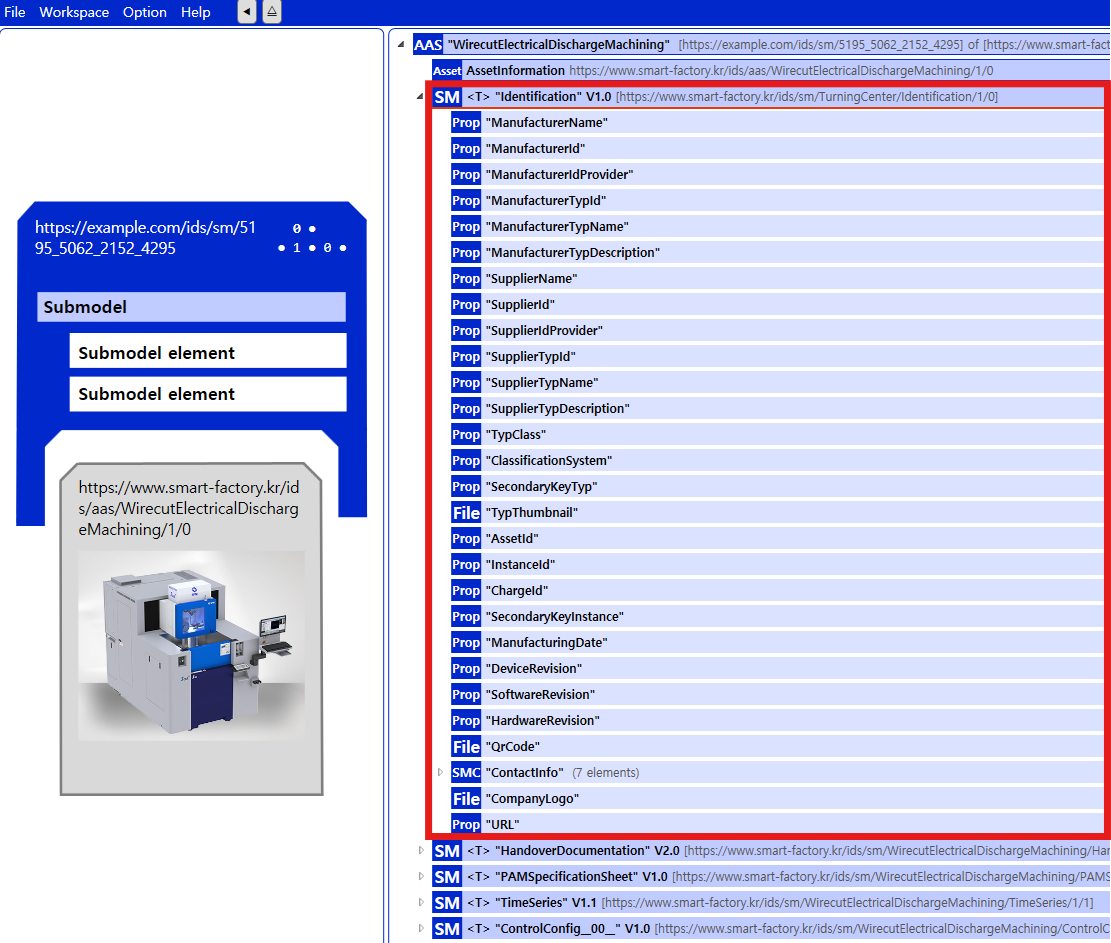 File Workspace Option Help
https://example.com/ids/sm/51
95_5062_2152_4295
0
1 0
Submodel
Submodel element
Submodel element
https://www.smart-factory.kr/id
s/aas/WirecutElectricalDischarg
eMachining/1/0
AAS "WirecutElectricalDischargeMachining" [https://example.com/ids/sm/5195_5062_2152_4295] of [https://www.smart-fact
Asset AssetInformation https://www.smart-factory.kr/ids/aas/WirecutElectricalDischargeMachining/1/0
SM <T> "Identification" V1.0 [https://www.smart-factory.kr/ids/sm/TurningCenter/Identification/1/0]
Prop "ManufacturerName"
Prop "ManufacturerId"
Prop "ManufacturerIdProvider"
Prop "ManufacturerTypId"
Prop "ManufacturerTypName"
Prop "ManufacturerTypDescription"
Prop "SupplierName"
Prop "SupplierId"
Prop "SupplierIdProvider"
Prop "SupplierTypId"
Prop "SupplierTypName"
Prop "SupplierTypDescription"
Prop "TypClass"
Prop "ClassificationSystem"
Prop "SecondaryKeyTyp"
File "TypThumbnail"
Prop "AssetId"
Prop "InstanceId"
Prop "ChargeId"
Prop "SecondaryKeyInstance"
Prop "ManufacturingDate"
Prop "DeviceRevision"
Prop "SoftwareRevision"
Prop "HardwareRevision"
File "QrCode"
SMC "ContactInfo" (7 elements)
File "CompanyLogo"
Prop "URL"
SM <T> "HandoverDocumentation" V2.0 [https://www.smart-factory.kr/ids/sm/WirecutElectricalDischargeMachining/Har
SM <T> "PAMSpecificationSheet" V1.0 [https://www.smart-factory.kr/ids/sm/WirecutElectricalDischargeMachining/PAMS
SM <T> "TimeSeries" V1.1 [https://www.smart-factory.kr/ids/sm/WirecutElectricalDischargeMachining/TimeSeries/1/1]
SM <T> "ControlConfig__00__" V1.0 [https://www.smart-factory.kr/ids/sm/WirecutElectricalDischargeMachining/ControlC